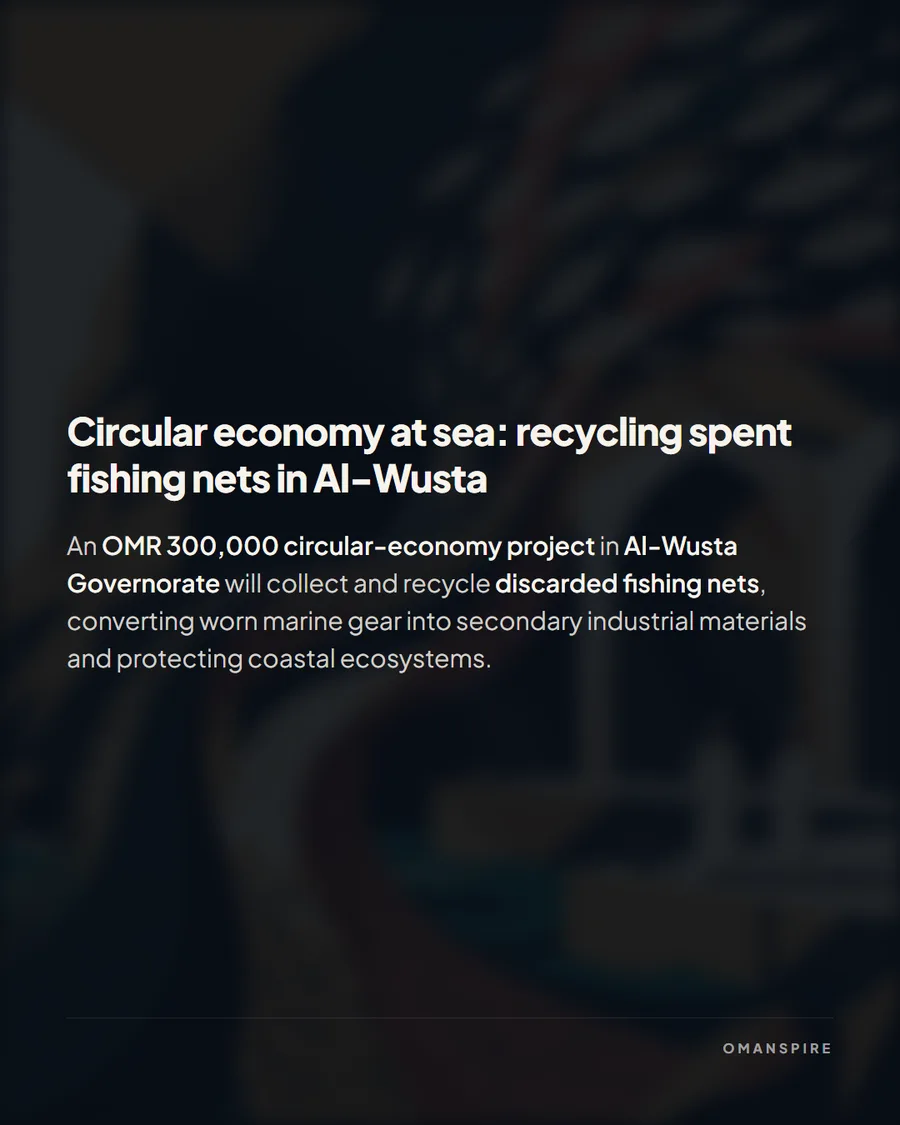 Circular economy at sea: recycling spent
fishing nets in Al-Wusta
An OMR 300,000 circular-economy project in Al-Wusta
Governorate will collect and recycle discarded fishing nets,
converting worn marine gear into secondary industrial materials
and protecting coastal ecosystems.
OMANSPIRE